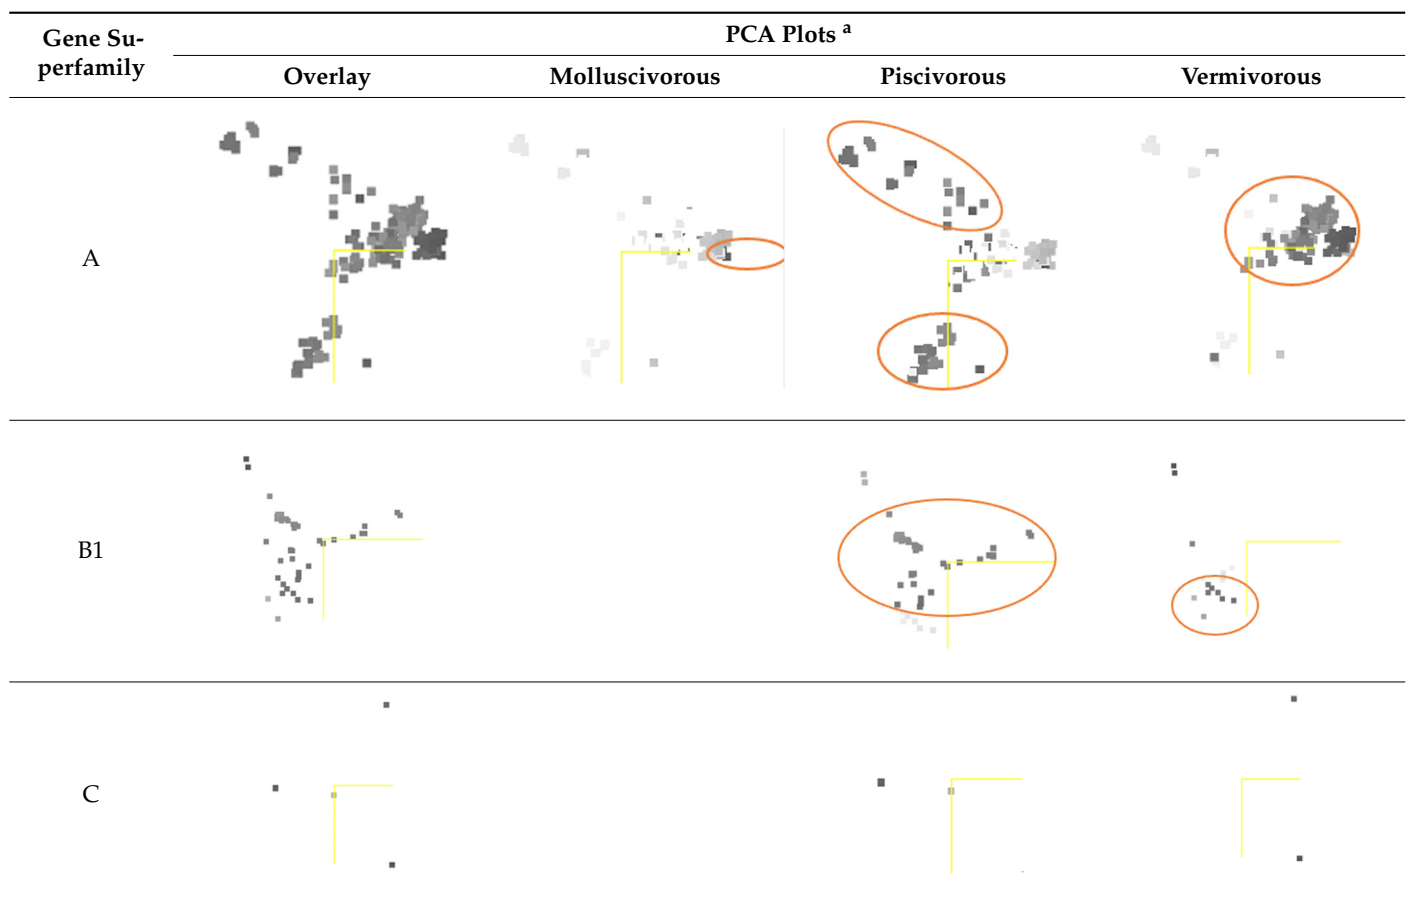 Gene Su-
perfamily
PCA Plots a
Overlay
Molluscivorous
Piscivorous
Vermivorous
A
B1
C